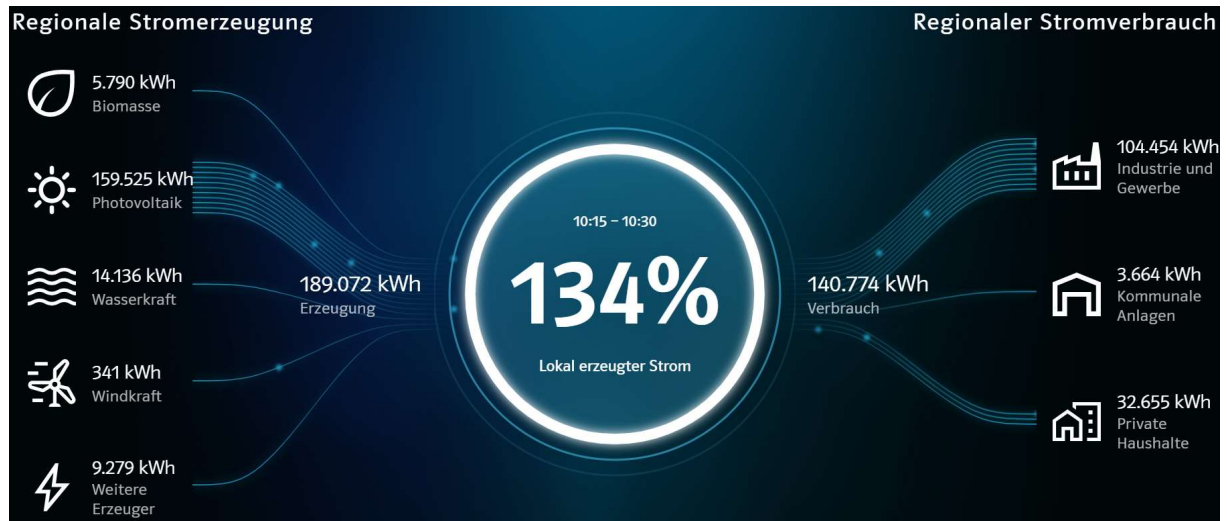 Regionale Stromerzeugung
5.790 kWh
Biomasse
159.525 kWh
Photovoltaik
14.136 kWh
Wasserkraft
341 kWh
Windkraft
9.279 kWh
Weitere
Erzeuger
189.072 kWh
Erzeugung
10:15 – 10:30
134%
Lokal erzeugter Strom
140.774 kWh
Verbrauch
Regionaler Stromverbrauch
104.454 kWh
Industrie und
Gewerbe
3.664 kWh
Kommunale
Anlagen
32.655 kWh
Private
Haushalte